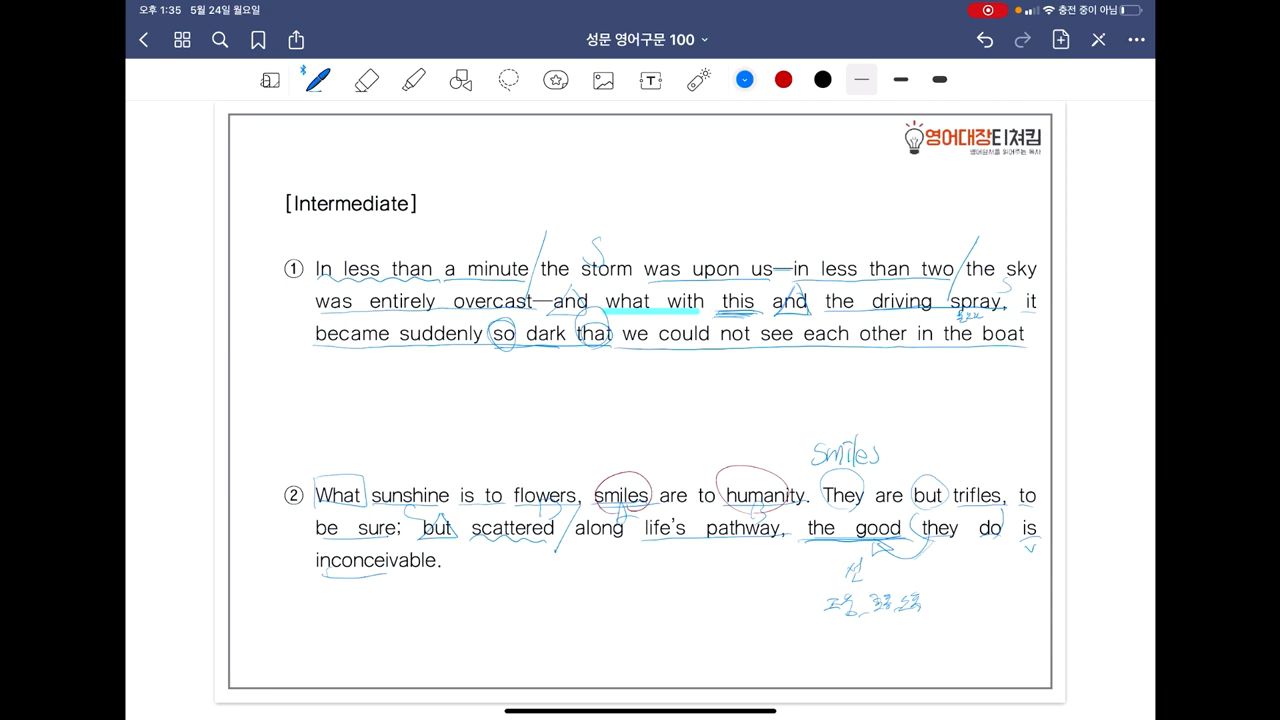 오후 1:35 5월 24일 월요일
충전 중이 아님
성문 영어구문 100
영어대장티쳐킴
[Intermediate]
① In less than a minute the storm was upon us—in less than two the sky
was entirely overcast—and what with this and the driving spray, it
became suddenly so dark that we could not see each other in the boat
smiles
② What sunshine is to flowers, smiles are to humanity. They are but trifles, to
be sure; but scattered along life's pathway, the good they do is
inconceivable.
선